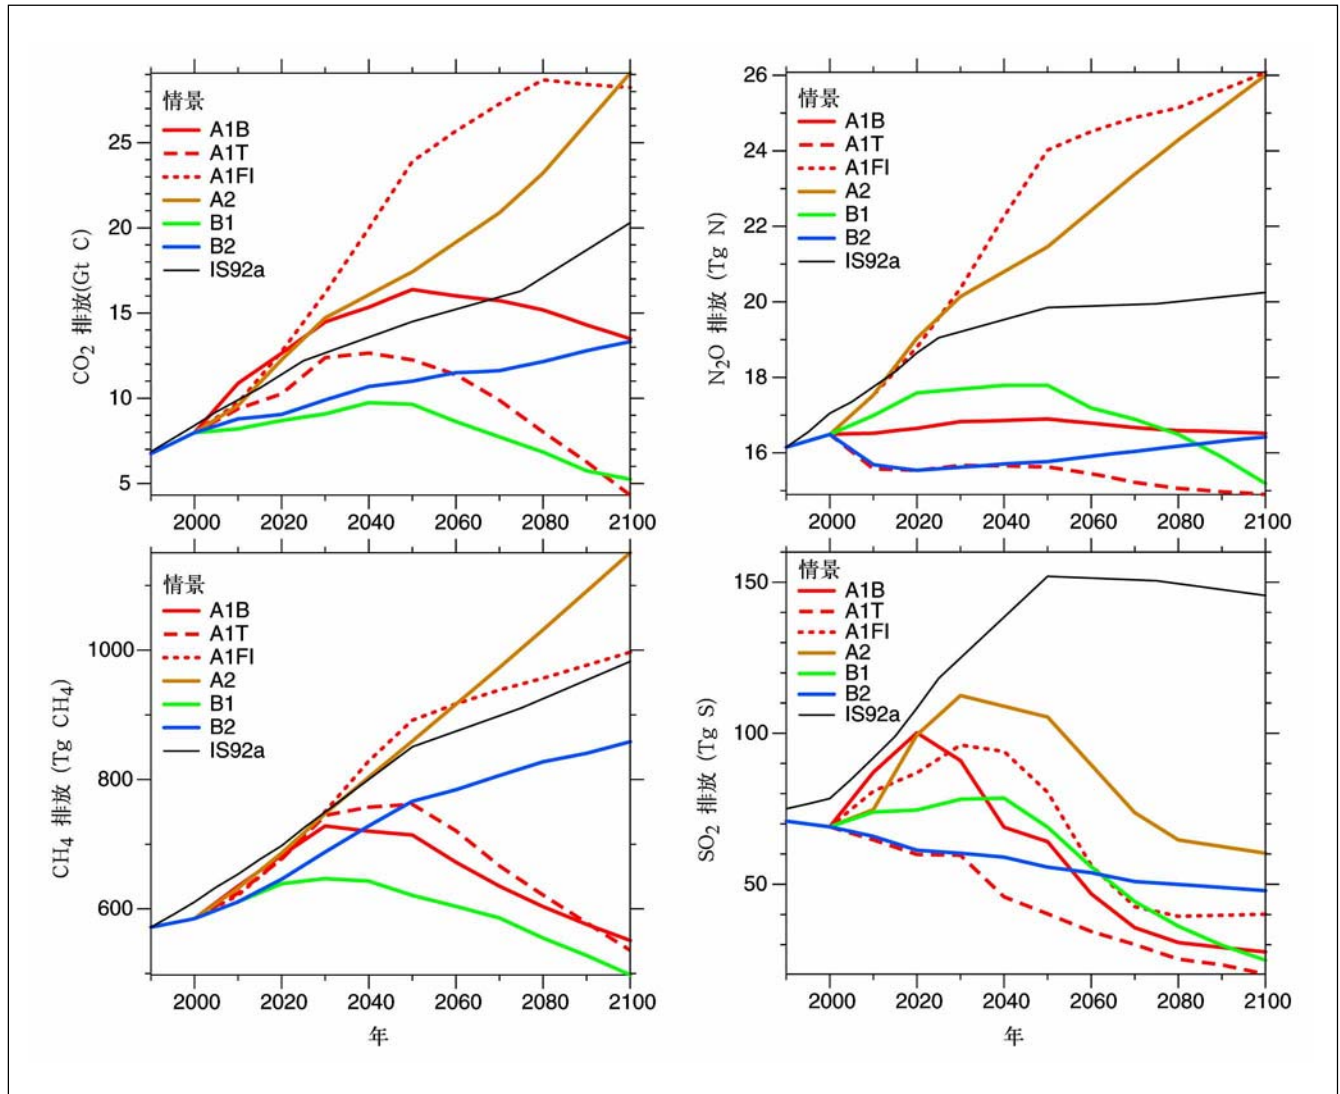 情景
A1B
A1T
A1FI
A2
B1
B2
IS92a
CO2 排放(Gt C)
25
20
15
10
5
2000 2020 2040 2060 2080 2100
情景
A1B
A1T
A1FI
A2
B1
B2
IS92a
N2O 排放 (Tg N)
26
24
22
20
18
16
2000 2020 2040 2060 2080 2100
情景
A1B
A1T
A1FI
A2
B1
B2
IS92a
CH4 排放 (Tg CH4)
1000
800
600
2000 2020 2040 2060 2080 2100
年
情景
A1B
A1T
A1FI
A2
B1
B2
IS92a
SO2 排放 (Tg S)
150
100
50
2000 2020 2040 2060 2080 2100
年